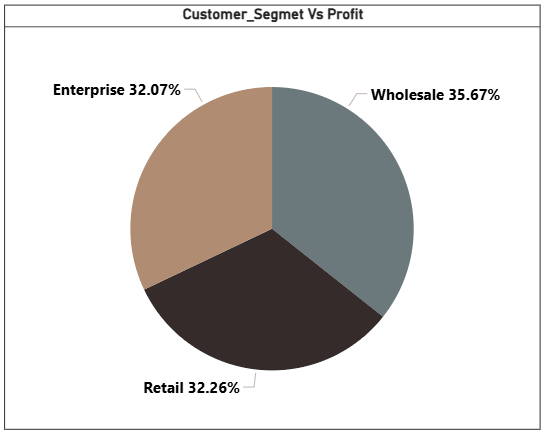 Customer_Segmet Vs Profit
Enterprise 32.07%
Wholesale 35.67%
Retail 32.26%